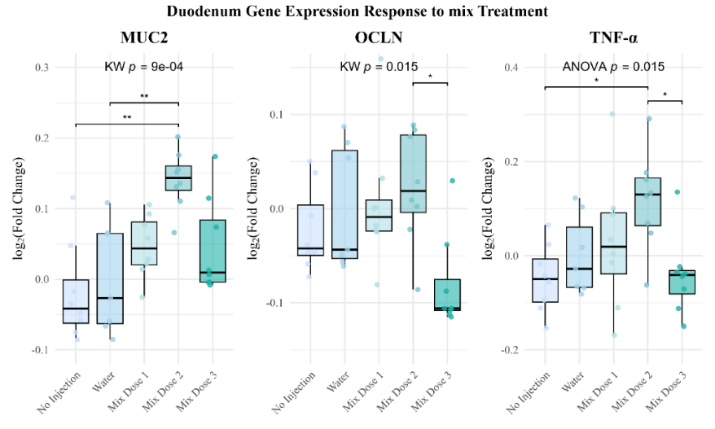 Duodenum Gene Expression Response to mix Treatment
MUC2
KW p = 9e-04
**
**
log₂(Fold Change)
0.3
0.2
0.1
0.0
-0.1
No Injection
Water
Mix Dose 1
Mix Dose 2
Mix Dose 3
OCLN
KW p = 0.015
*
log₂(Fold Change)
0.1
0.0
-0.1
No Injection
Water
Mix Dose 1
Mix Dose 2
Mix Dose 3
TNF-α
ANOVA p = 0.015
*
*
log₂(Fold Change)
0.4
0.2
0.0
-0.2
No Injection
Water
Mix Dose 1
Mix Dose 2
Mix Dose 3